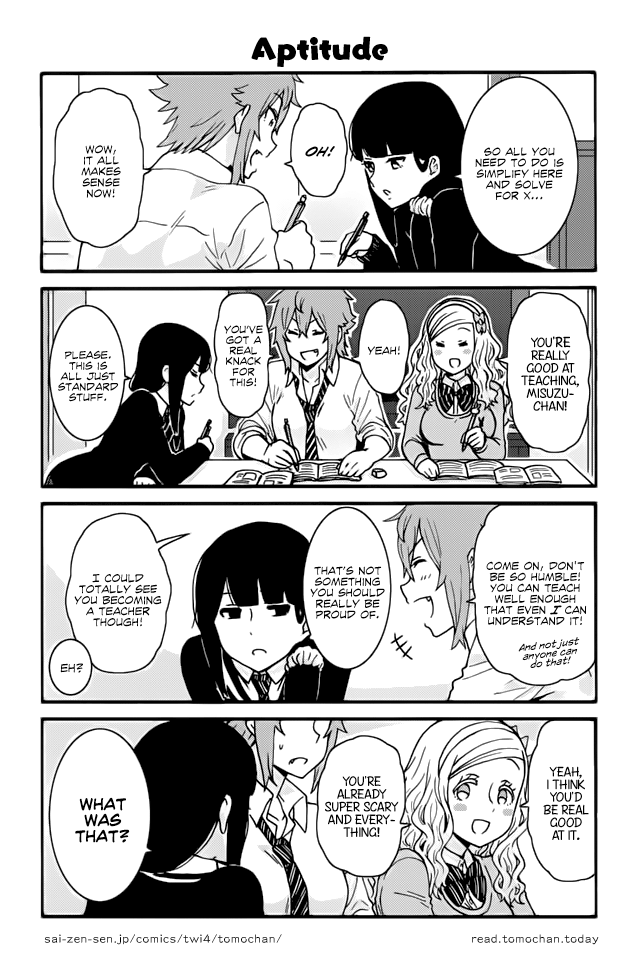 Aptitude
SO ALL YOU
NEED TO DO IS
SIMPLIFY HERE
AND SOLVE
FOR X...
OH!
WOW,
IT ALL
MAKES
SENSE
NOW!
YOU'RE
REALLY
GOOD AT
TEACHING,
MISUZU-
CHAN!
YEAH!
YOU'VE
GOT A
REAL
KNACK
FOR
THIS!
PLEASE.
THIS IS
ALL JUST
STANDARD
STUFF.
COME ON, DON'T
BE SO HUMBLE!
YOU CAN TEACH
WELL ENOUGH
THAT EVEN I CAN
UNDERSTAND IT!
And not just
anyone can
do that!
THAT'S NOT
SOMETHING
YOU SHOULD
REALLY BE
PROUD OF.
I COULD
TOTALLY SEE
YOU BECOMING
A TEACHER
THOUGH!
EH?
YEAH,
I THINK
YOU'D
BE REAL
GOOD
AT IT.
YOU'RE
ALREADY
SUPER SCARY
AND EVERY-
THING!
WHAT
WAS
THAT?
sai-zen-sen.jp/comics/twi4/tomochan/
read.tomochan.today